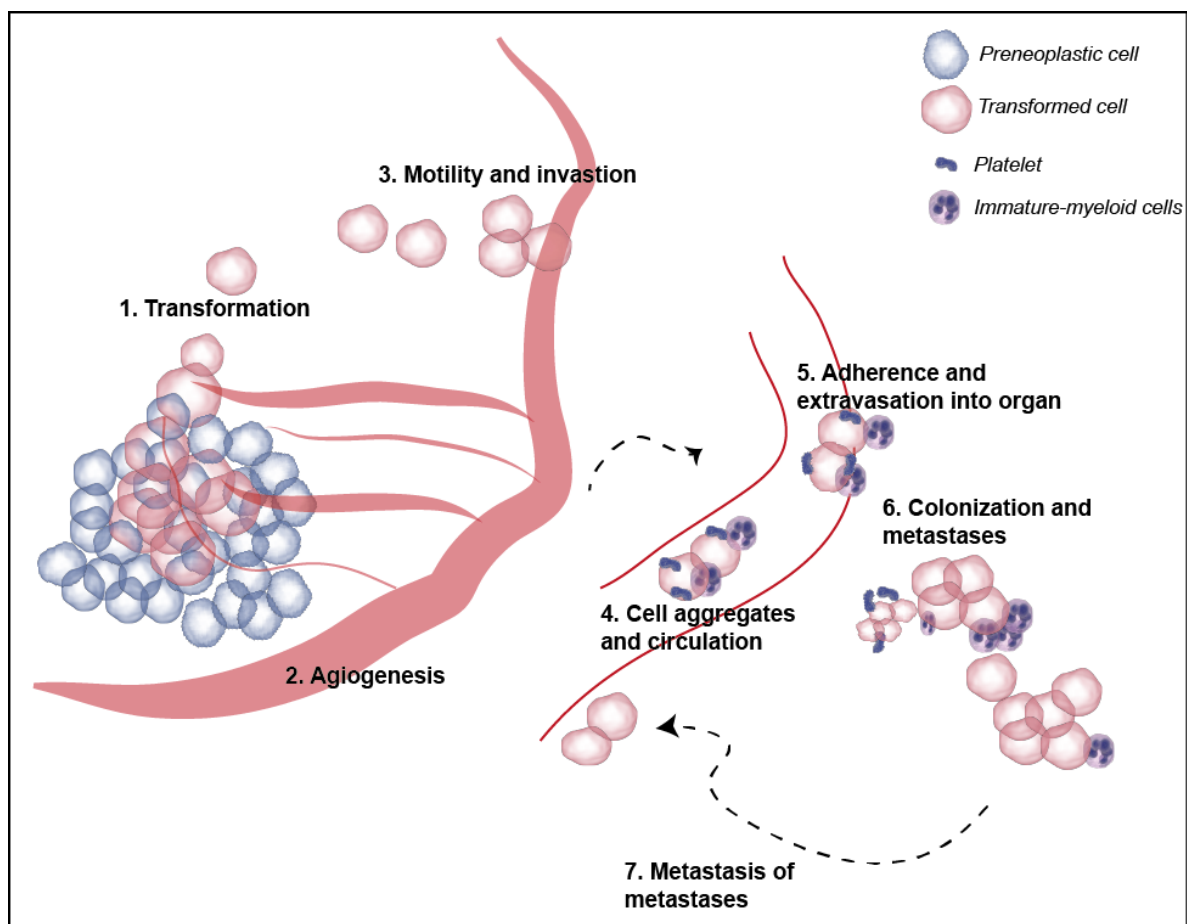 Preneoplastic cell
Transformed cell
Platelet
Immature-myeloid cells
3. Motility and invastion
1. Transformation
5. Adherence and
extravasation into organ
6. Colonization and
metastases
4. Cell aggregates
and circulation
2. Agiogenesis
7. Metastasis of
metastases